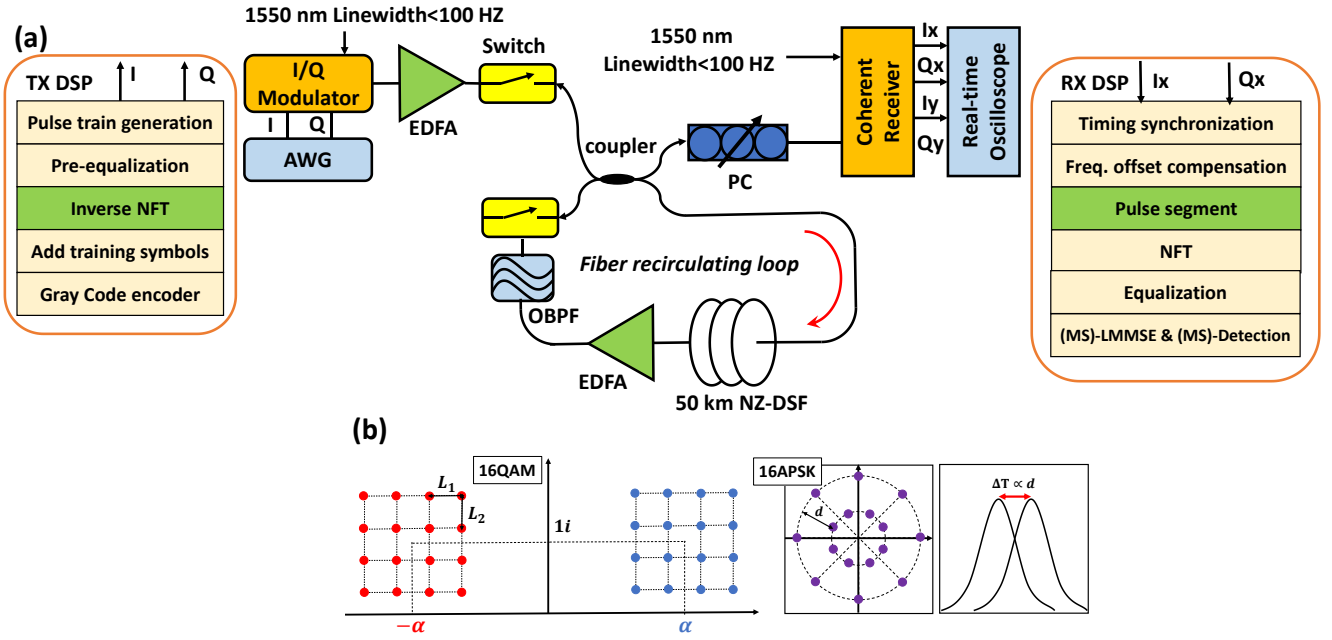 (a)
TX DSP
I
Q
Pulse train generation
Pre-equalization
Inverse NFT
Add training symbols
Gray Code encoder
1550 nm Linewidth<100 HZ
I/Q
Modulator
I
Q
AWG
EDFA
Switch
coupler
1550 nm
Linewidth<100 HZ
PC
Coherent
Receiver
Ix
Qx
Iy
Qy
Real-time
Oscilloscope
OBPF
Fiber recirculating loop
EDFA
50 km NZ-DSF
RX DSP
Ix
Qx
Timing synchronization
Freq. offset compensation
Pulse segment
NFT
Equalization
(MS)-LMMSE & (MS)-Detection
(b)
16QAM
L₁
L₂
1i
-α
α
16APSK
d
ΔT ∝ d